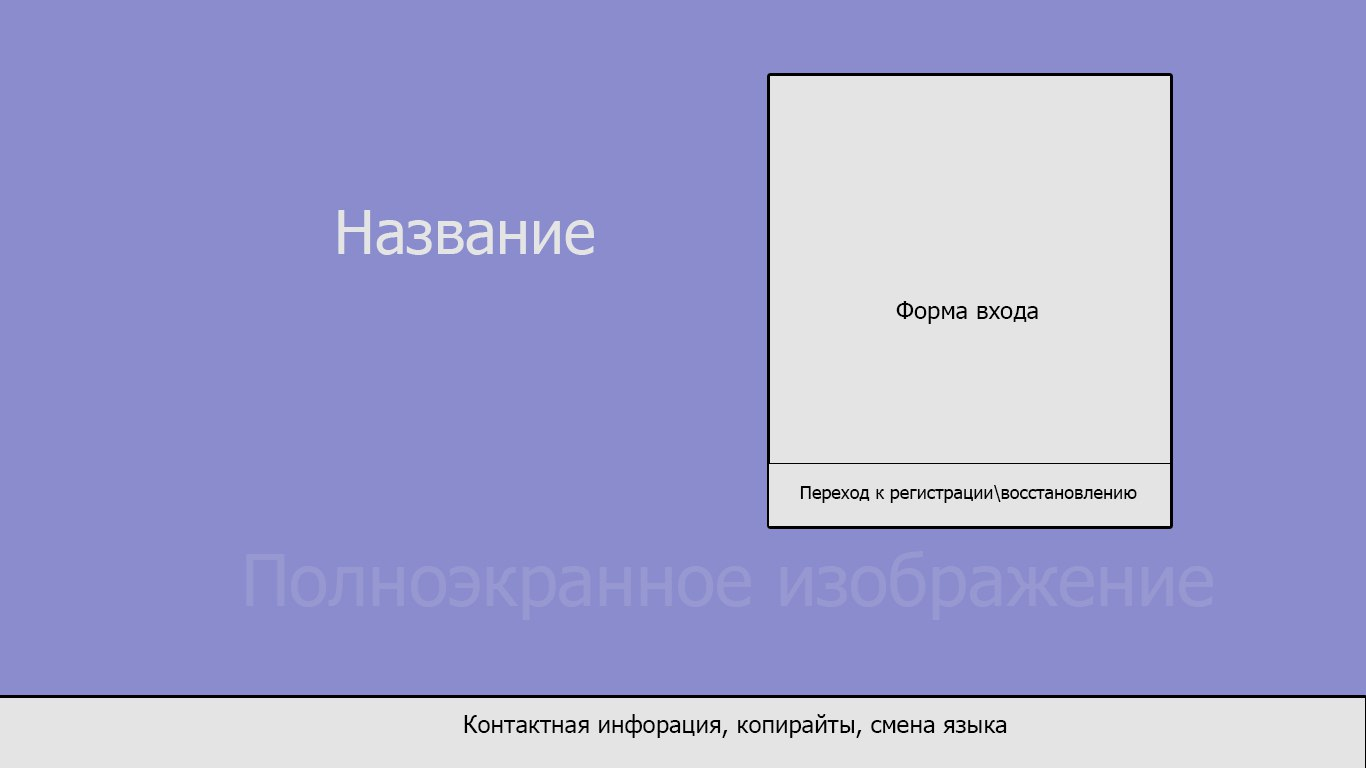 Название
Форма входа
Переход к регистрации\восстановлению
Полноэкранное изображение
Контактная инфорация, копирайты, смена языка